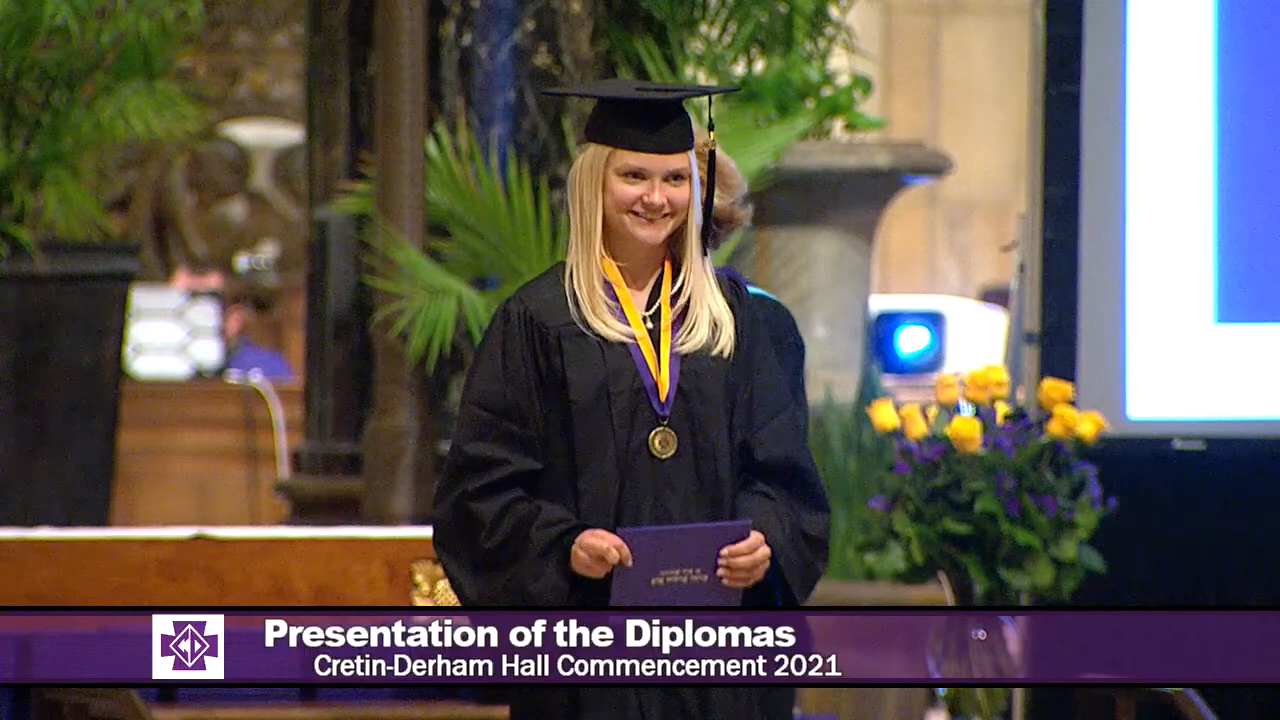 Presentation of the Diplomas
Cretin-Derham Hall Commencement 2021